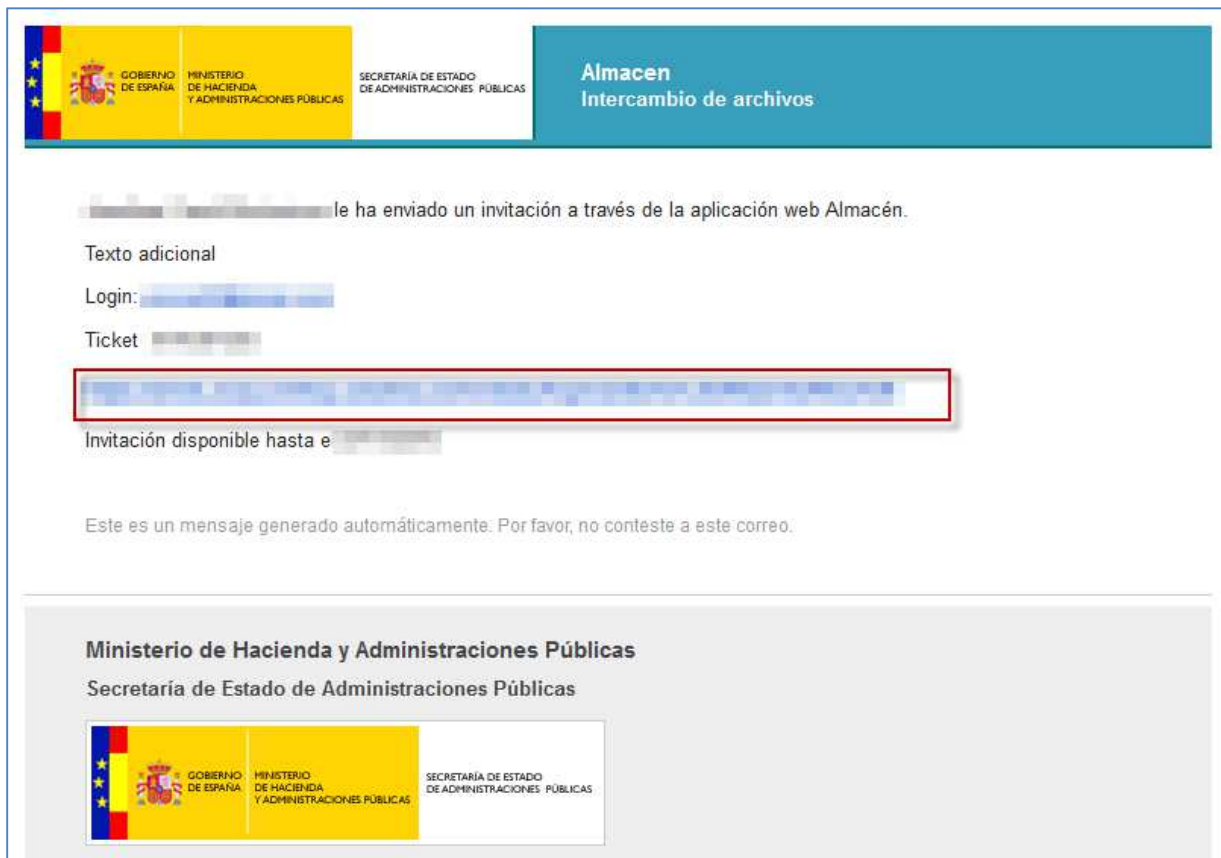 GOBIERNO
DE ESPAÑA
MINISTERIO
DE HACIENDA
Y ADMINISTRACIONES PÚBLICAS
SECRETARÍA DE ESTADO
DE ADMINISTRACIONES PÚBLICAS
Almacen
Intercambio de archivos
le ha enviado un invitación a través de la aplicación web Almacén.
Texto adicional
Login:
Ticket
Invitación disponible hasta e
Este es un mensaje generado automáticamente. Por favor, no conteste a este correo.
Ministerio de Hacienda y Administraciones Públicas
Secretaría de Estado de Administraciones Públicas
GOBIERNO
DE ESPAÑA
MINISTERIO
DE HACIENDA
Y ADMINISTRACIONES PÚBLICAS
SECRETARÍA DE ESTADO
DE ADMINISTRACIONES PÚBLICAS